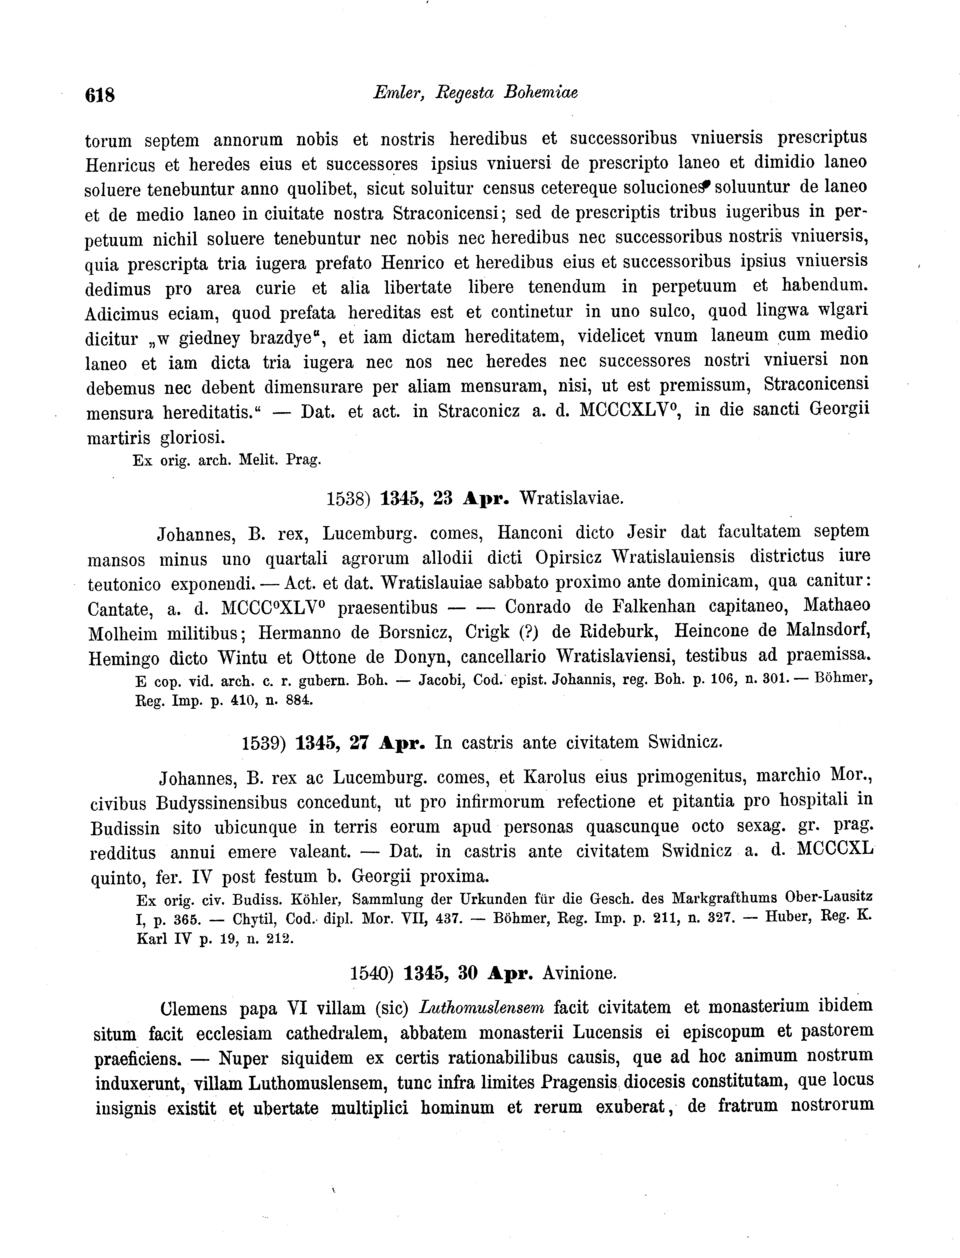 618
Emler, Regesta Bohemiae
torum septem annorum nobis et nostris heredibus et successoribus vniuersis prescriptus
Henricus et heredes eius et successores ipsius vniuersi de prescripto laneo et dimidio laneo
soluere tenebuntur anno quolibet, sicut soluitur census cetereque soluciones soluuntur de laneo
et de medio laneo in ciuitate nostra Straconicensi; sed de prescriptis tribus iugeribus in per-
petuum nichil soluere tenebuntur nec nobis nec heredibus nec successoribus nostris vniuersis,
quia prescripta tria iugera prefato Henrico et heredibus eius et successoribus ipsius vniuersis
dedimus pro area curie et alia libertate libere tenendum in perpetuum et habendum.
Adicimus eciam, quod prefata hereditas est et continetur in uno sulco, quod lingwa wlgari
dicitur „w giedney brazdye“, et iam dictam hereditatem, videlicet vnum laneum cum medio
laneo et iam dicta tria iugera nec nos nec heredes nec successores nostri vniuersi non
debemus nec debent dimensurare per aliam mensuram, nisi, ut est premissum, Straconicensi
mensura hereditatis.“ — Dat. et act. in Straconicz a. d. MCCCXLVº, in die sancti Georgii
martiris gloriosi.
Ex orig. arch. Melit. Prag.
1538) 1345, 23 Apr. Wratislaviae.
Johannes, B. rex, Lucemburg. comes, Hanconi dicto Jesir dat facultatem septem
mansos minus uno quartali agrorum allodii dicti Opirsicz Wratislauiensis districtus iure
teutonico exponendi. — Act. et dat. Wratislauiae sabbato proximo ante dominicam, qua canitur:
Cantate, a. d. MCCCºXLVº praesentibus — — Conrado de Falkenhan capitaneo, Mathaeo
Molheim militibus; Hermanno de Borsnicz, Crigk (?) de Rideburk, Heincone de Malnsdorf,
Hemingo dicto Wintu et Ottone de Donyn, cancellario Wratislaviensi, testibus ad praemissa.
E cop. vid. arch. c. r. gubern. Boh. — Jacobi, Cod. epist. Johannis, reg. Boh. p. 106, n. 301. — Böhmer,
Reg. Imp. p. 410, n. 884.
1539) 1345, 27 Apr. In castris ante civitatem Swidnicz.
Johannes, B. rex ac Lucemburg. comes, et Karolus eius primogenitus, marchio Mor.,
civibus Budyssinensibus concedunt, ut pro infirmorum refectione et pitantia pro hospitali in
Budissin sito ubicunque in terris eorum apud personas quascunque octo sexag. gr. prag.
redditus annui emere valeant. — Dat. in castris ante civitatem Swidnicz a. d. MCCCXL
quinto, fer. IV post festum b. Georgii proxima.
Ex orig. civ. Budiss. Köhler, Sammlung der Urkunden für die Gesch. des Markgrafthums Ober-Lausitz
I, p. 365. — Chytil, Cod. dipl. Mor. VII, 437. — Böhmer, Reg. Imp. p. 211, n. 327. — Huber, Reg. K.
Karl IV p. 19, n. 212.
1540) 1345, 30 Apr. Avinione.
Clemens papa VI villam (sic) Luthomuslensem facit civitatem et monasterium ibidem
situm facit ecclesiam cathedralem, abbatem monasterii Lucensis ei episcopum et pastorem
praeficiens. — Nuper siquidem ex certis rationabilibus causis, que ad hoc animum nostrum
induxerunt, villam Luthomuslensem, tunc infra limites Pragensis diocesis constitutam, que locus
insignis existit et ubertate multiplici hominum et rerum exuberat, de fratrum nostrorum